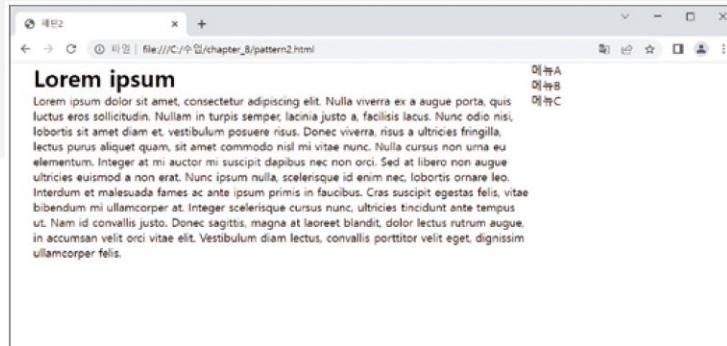 패턴2
파일 | file:///C:/수업/chapter_8/pattern2.html
Lorem ipsum
Lorem ipsum dolor sit amet, consectetur adipiscing elit. Nulla viverra ex a augue porta, quis
luctus eros sollicitudin. Nullam in turpis semper, lacinia justo a, facilisis lacus. Nunc odio nisi,
lobortis sit amet diam et, vestibulum posuere risus. Donec viverra, risus a ultricies fringilla,
lectus purus aliquet quam, sit amet commodo nisl mi vitae nunc. Nulla cursus non urna eu
elementum. Integer at mi auctor mi suscipit dapibus nec non orci. Sed at libero non augue
ultricies euismod a non erat. Nunc ipsum nulla, scelerisque id enim nec, lobortis ornare leo.
Interdum et malesuada fames ac ante ipsum primis in faucibus. Cras suscipit egestas felis, vitae
bibendum mi ullamcorper at. Integer scelerisque cursus nunc, ultricies tincidunt ante tempus
ut. Nam id convallis justo. Donec sagittis, magna at laoreet blandit, dolor lectus rutrum augue,
in accumsan velit orci vitae elit. Vestibulum diam lectus, convallis porttitor velit eget, dignissim
ullamcorper felis.
메뉴A
메뉴B
메뉴C